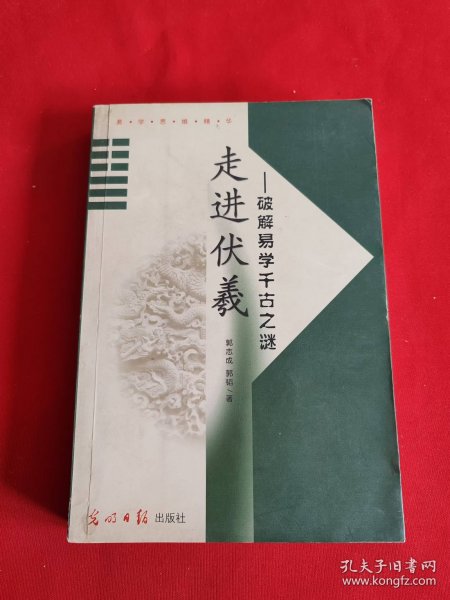 易·学·思·维·精·华
走进伏羲
—破解易学千古之谜
郭志成 郭韬/著
光明日报出版社
孔夫子旧书网
www.kongfz.com